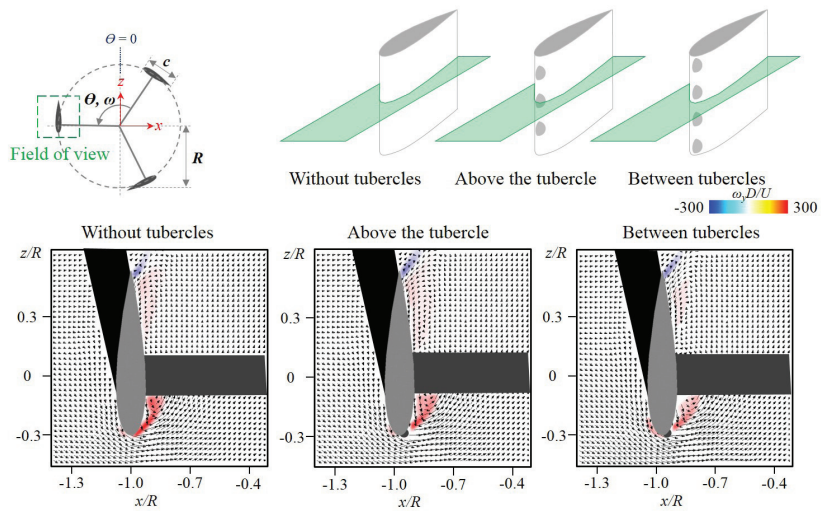 Θ = 0
c
z
Θ, ω
x
Field of view
R
Without tubercles
Above the tubercle
Between tubercles
ω,D/U
-300
300
Without tubercles
Above the tubercle
Between tubercles
z/R
z/R
z/R
0.3
0
-0.3
0.3
0
-0.3
0.3
0
-0.3
-1.3
-1.0
-0.7
-0.4
-1.3
-1.0
-0.7
-0.4
-1.3
-1.0
-0.7
-0.4
x/R
x/R
x/R